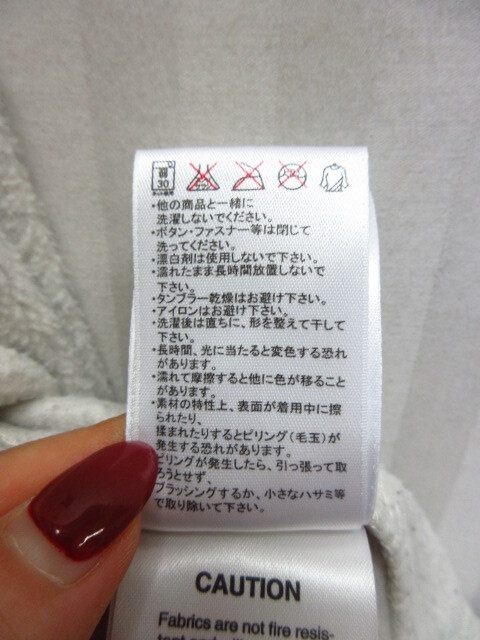 弱
30
・他の商品と一緒に
洗濯しないでください。
・ボタン・ファスナー等は閉じて
洗ってください。
・漂白剤は使用しないで下さい。
・濡れたまま長時間放置しないで
下さい。
・タンブラー乾燥はお避け下さい。
・アイロンはお避け下さい。
・洗濯後は直ちに、形を整えて干して
下さい。
・長時間、光に当たると変色する恐れ
があります。
・濡れて摩擦すると他に色が移ること
があります。
・素材の特性上、表面が着用中に擦
られたり、
揉まれたりするとピリング(毛玉)が
発生する恐れがあります。
ピリングが発生したら、引っ張って取
ろうとせず、
ブラッシングするか、小さなハサミ等
で取り除いて下さい。
CAUTION
Fabrics are not fire resis-